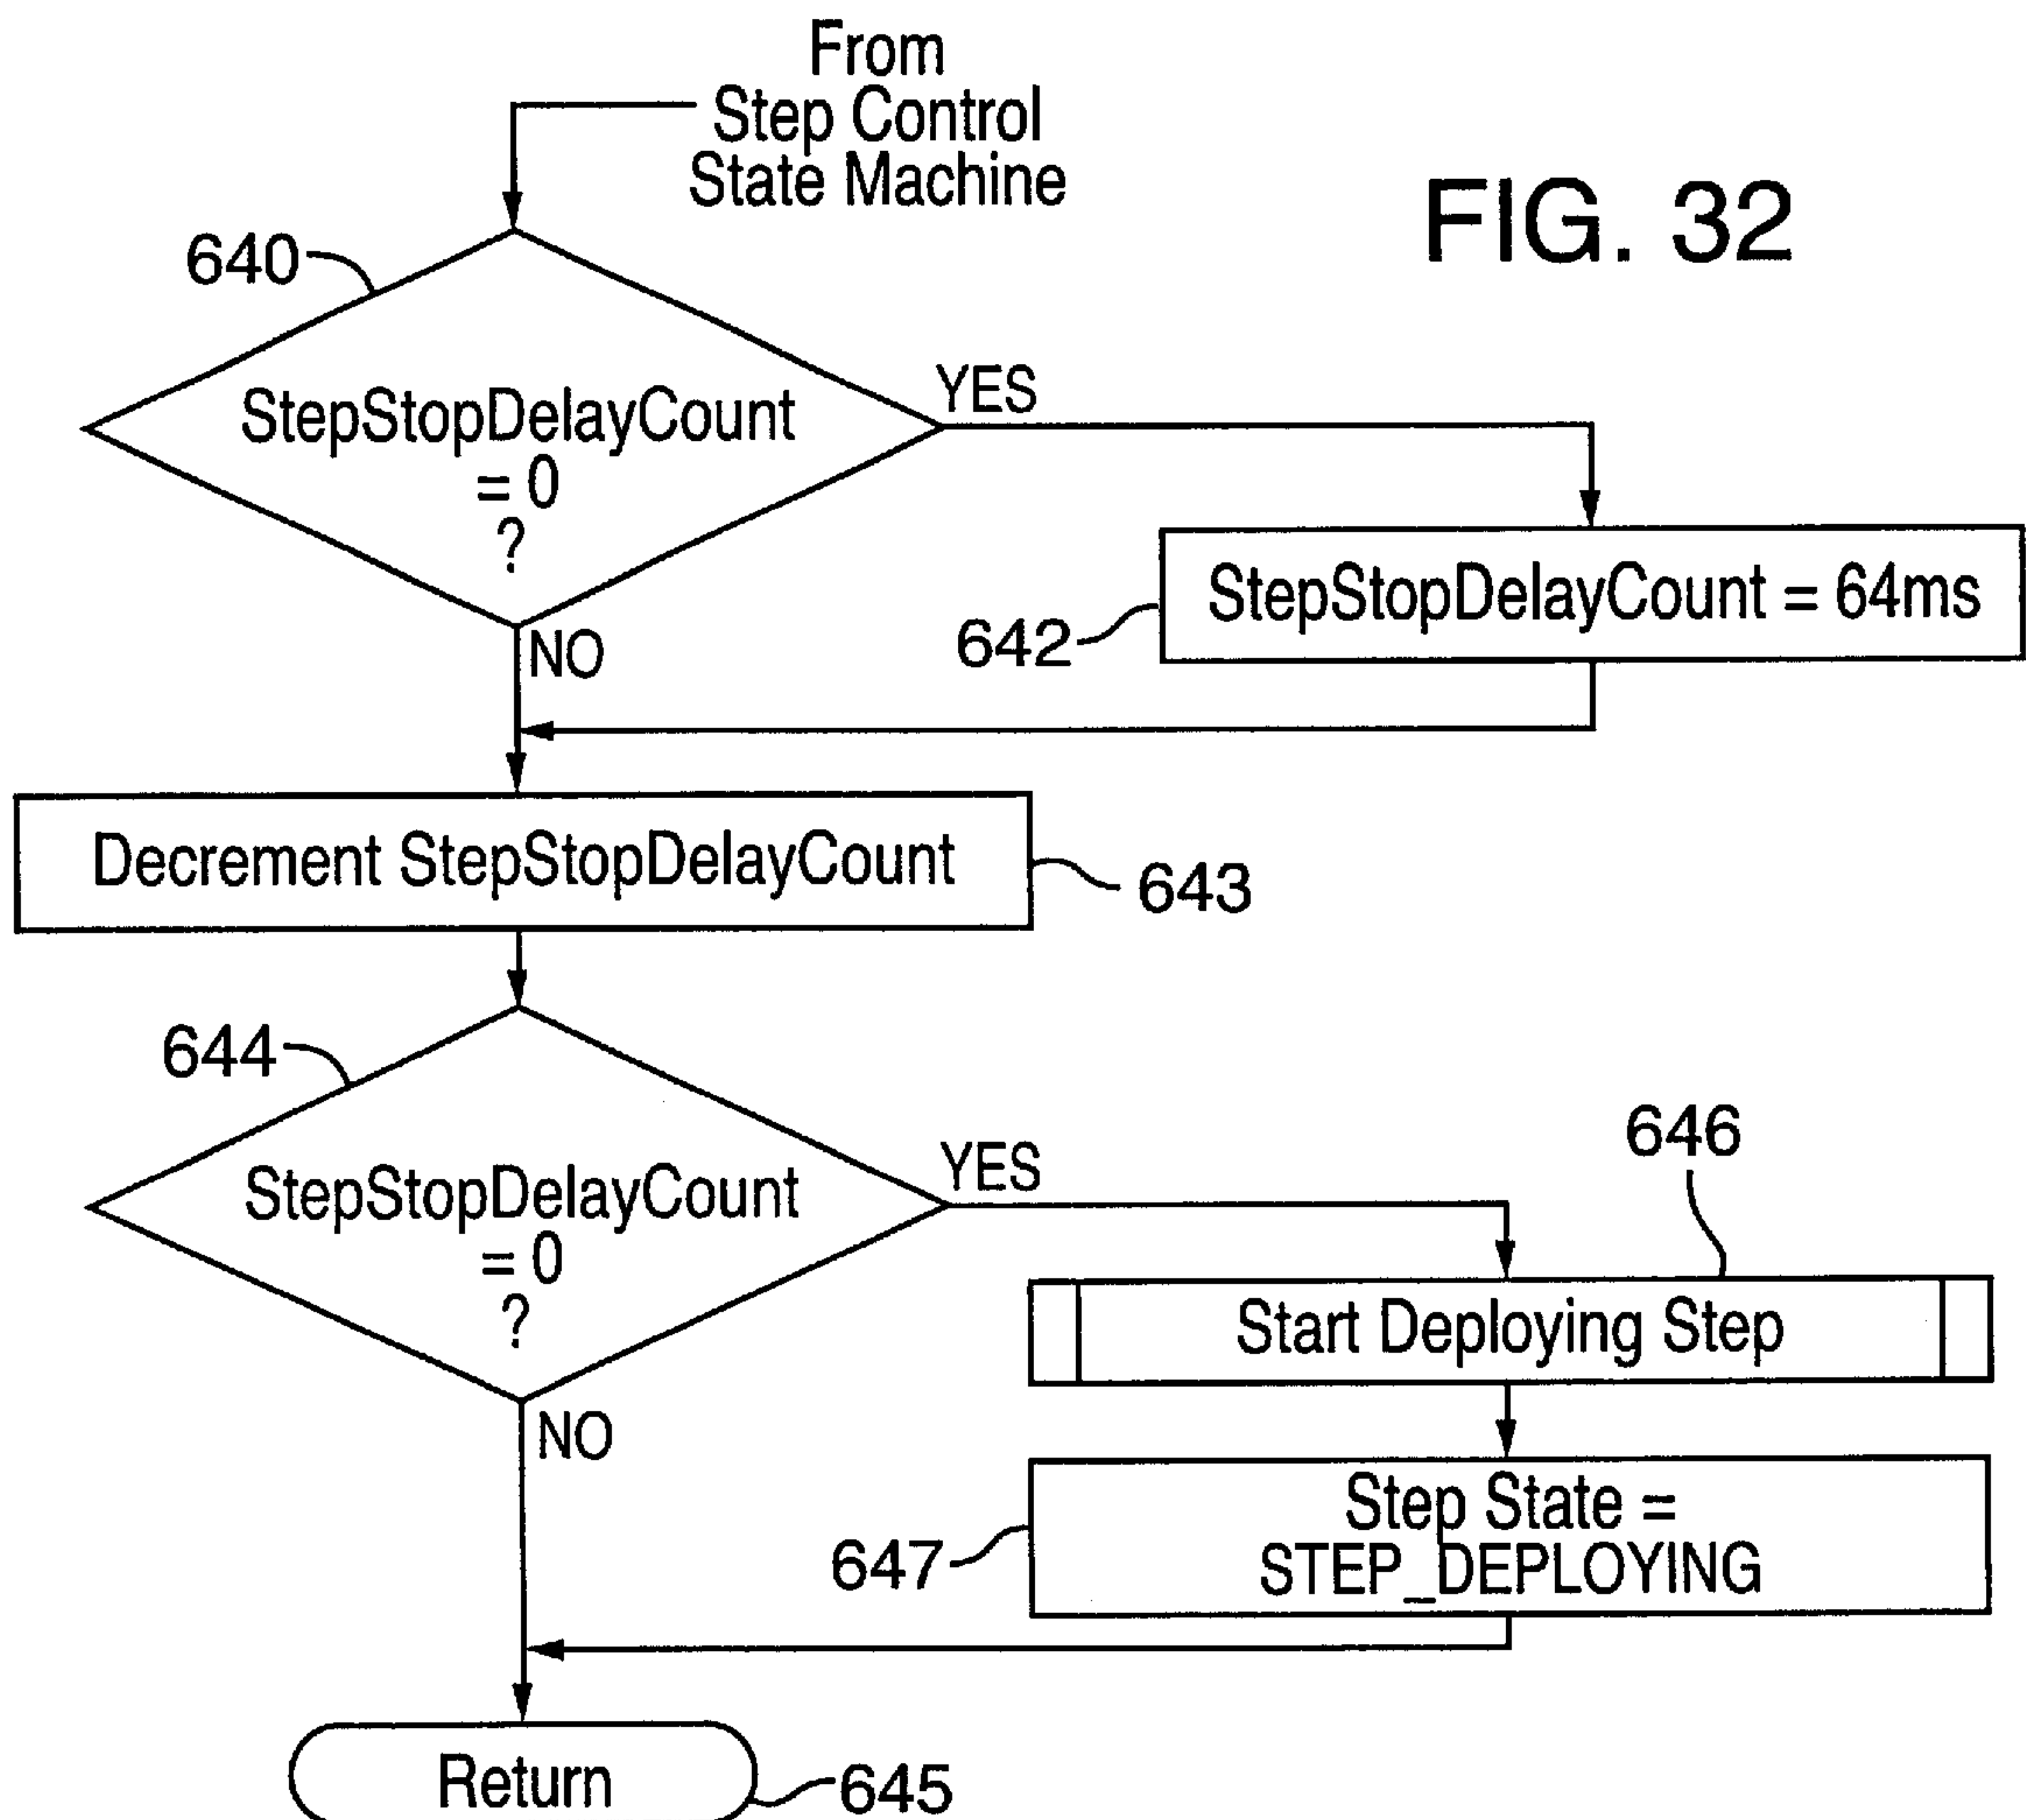 From
Step Control
State Machine
FIG. 32
640
StepStopDelayCount
= 0
?
YES
StepStopDelayCount = 64ms
642
NO
Decrement StepStopDelayCount
643
644
StepStopDelayCount
= 0
?
YES
646
Start Deploying Step
NO
Step State =
STEP_DEPLOYING
647
Return
645